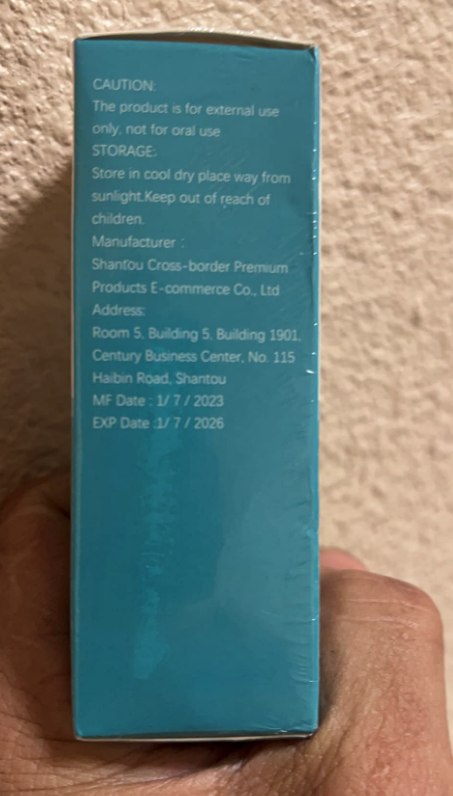 CAUTION:
The product is for external use
only, not for oral use
STORAGE:
Store in cool dry place way from
sunlight.Keep out of reach of
children.
Manufacturer :
Shantou Cross-border Premium
Products E-commerce Co., Ltd
Address:
Room 5, Building 5, Building 1901,
Century Business Center, No. 115
Haibin Road, Shantou
MF Date : 1/ 7 / 2023
EXP Date :1/ 7 / 2026